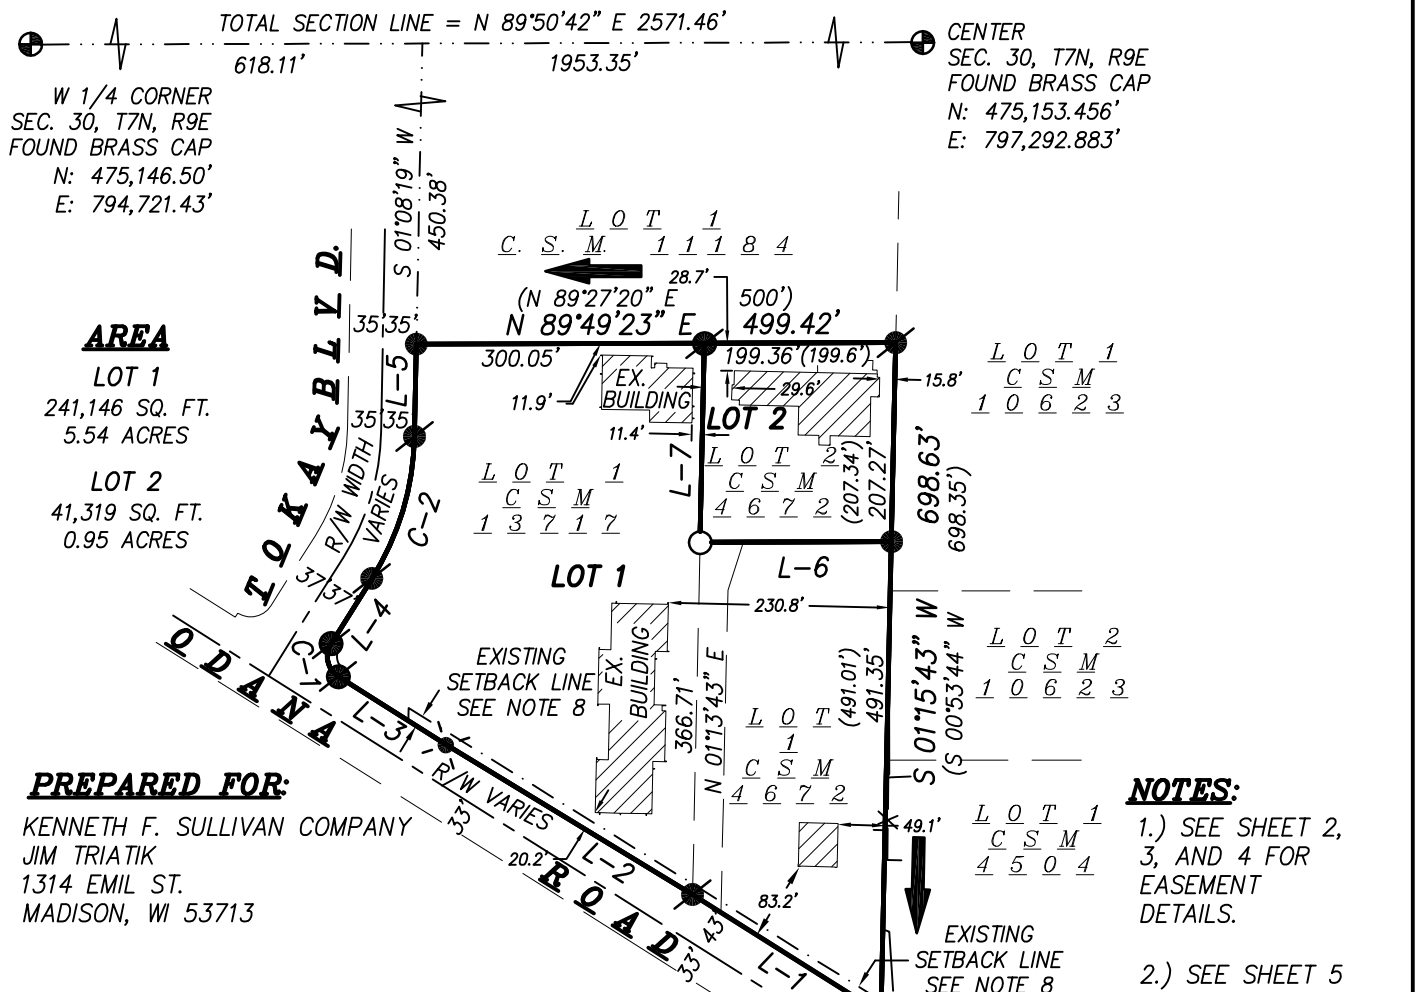 TOTAL SECTION LINE = N 89°50'42" E 2571.46'
618.11'
1953.35'
CENTER
SEC. 30, T7N, R9E
FOUND BRASS CAP
N: 475,153.456'
E: 797,292.883'
W 1/4 CORNER
SEC. 30, T7N, R9E
FOUND BRASS CAP
N: 475,146.50'
E: 794,721.43'
S 01°08'19" W
450.38'
LOT 1
C.S.M. 11184
28.7'
(N 89°27'20" E 500')
N 89°49'23" E 499.42'
300.05'
199.36'(199.6')
35' 35'
TOKAY BLVD.
L-5
35' 35'
AREA
LOT 1
241,146 SQ. FT.
5.54 ACRES
LOT 2
41,319 SQ. FT.
0.95 ACRES
EX.
BUILDING
11.9'
11.4'
29.6'
15.8'
LOT 2
LOT 1
CSM
10623
L-7
LOT 2
CSM
4672
(207.34')
207.27'
698.63'
698.35')
LOT 1
CSM
13717
R/W WIDTH
VARIES
C-2
37' 37'
L-4
C-1
L-6
LOT 1
230.8'
EX.
BUILDING
EXISTING
SETBACK LINE
SEE NOTE 8
366.71'
N 01°13'43" E
LOT
1
CSM
4672
(491.01')
491.35'
S 01°15'43" W
(S 00°53'44" W
LOT 2
CSM
10623
LOT 1
CSM
4504
49.1'
83.2'
ODANA
ROAD
L-3
R/W VARIES
33'
20.2'
L-2
43'
33'
L-1
PREPARED FOR:
KENNETH F. SULLIVAN COMPANY
JIM TRIATIK
1314 EMIL ST.
MADISON, WI 53713
EXISTING
SETBACK LINE
SEE NOTE 8
NOTES:
1.) SEE SHEET 2,
3, AND 4 FOR
EASEMENT
DETAILS.
2.) SEE SHEET 5